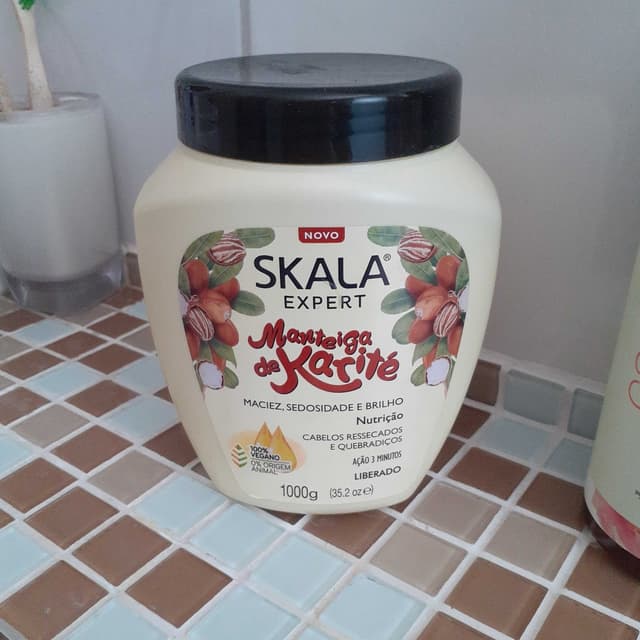 NOVO
SKALA®
EXPERT
Manteiga
de Karité
MACIEZ, SEDOSIDADE E BRILHO
Nutrição
CABELOS RESSECADOS
E QUEBRADIÇOS
AÇÃO 3 MINUTOS
LIBERADO
100%
VEGANO
0% ORIGEM
ANIMAL
1000g (35.2 oz e)